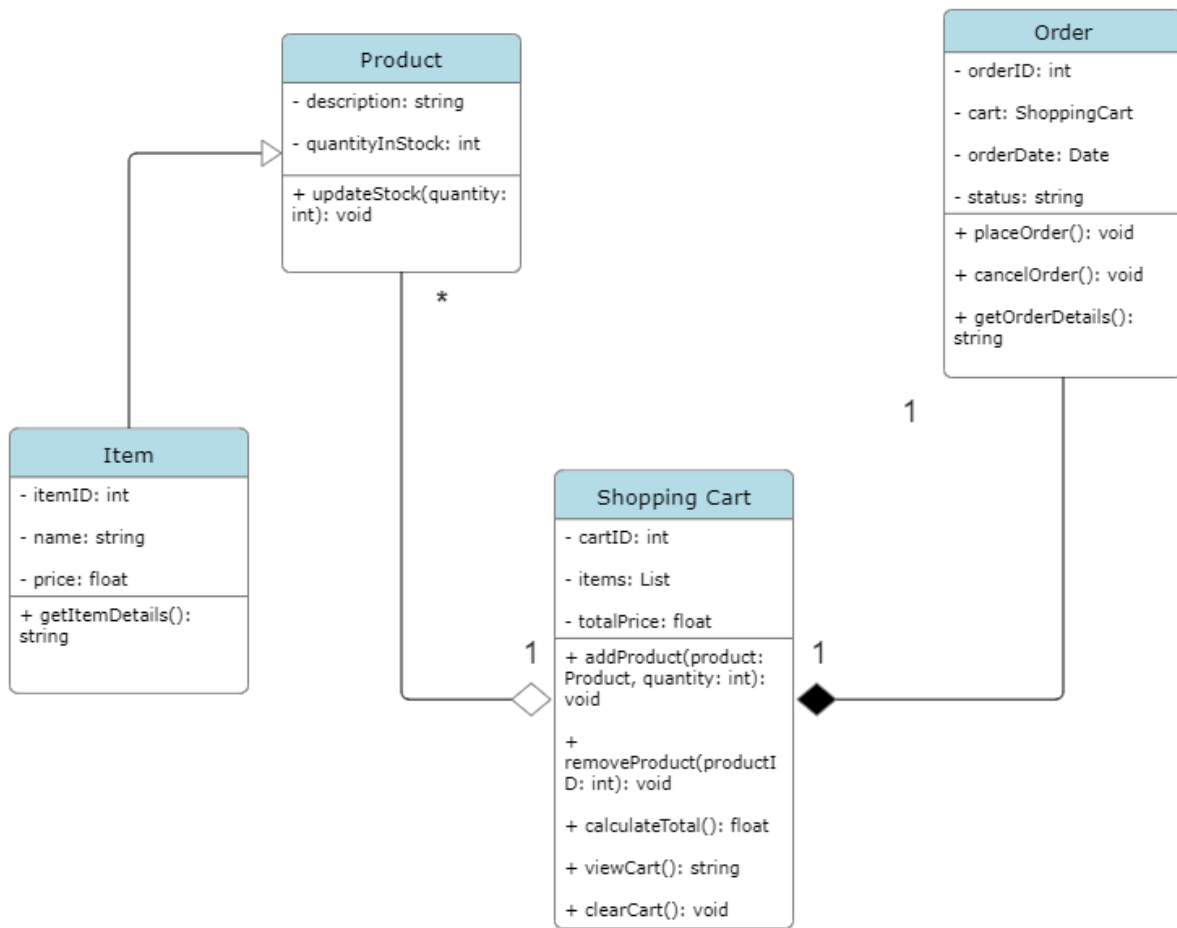 Product
- description: string
- quantityInStock: int
+ updateStock(quantity:
int): void
*
Order
- orderID: int
- cart: ShoppingCart
- orderDate: Date
- status: string
+ placeOrder(): void
+ cancelOrder(): void
+ getOrderDetails():
string
1
Item
- itemID: int
- name: string
- price: float
+ getItemDetails():
string
Shopping Cart
- cartID: int
- items: List
- totalPrice: float
+ addProduct(product:
Product, quantity: int):
void
+
removeProduct(productI
D: int): void
+ calculateTotal(): float
+ viewCart(): string
+ clearCart(): void
1
1